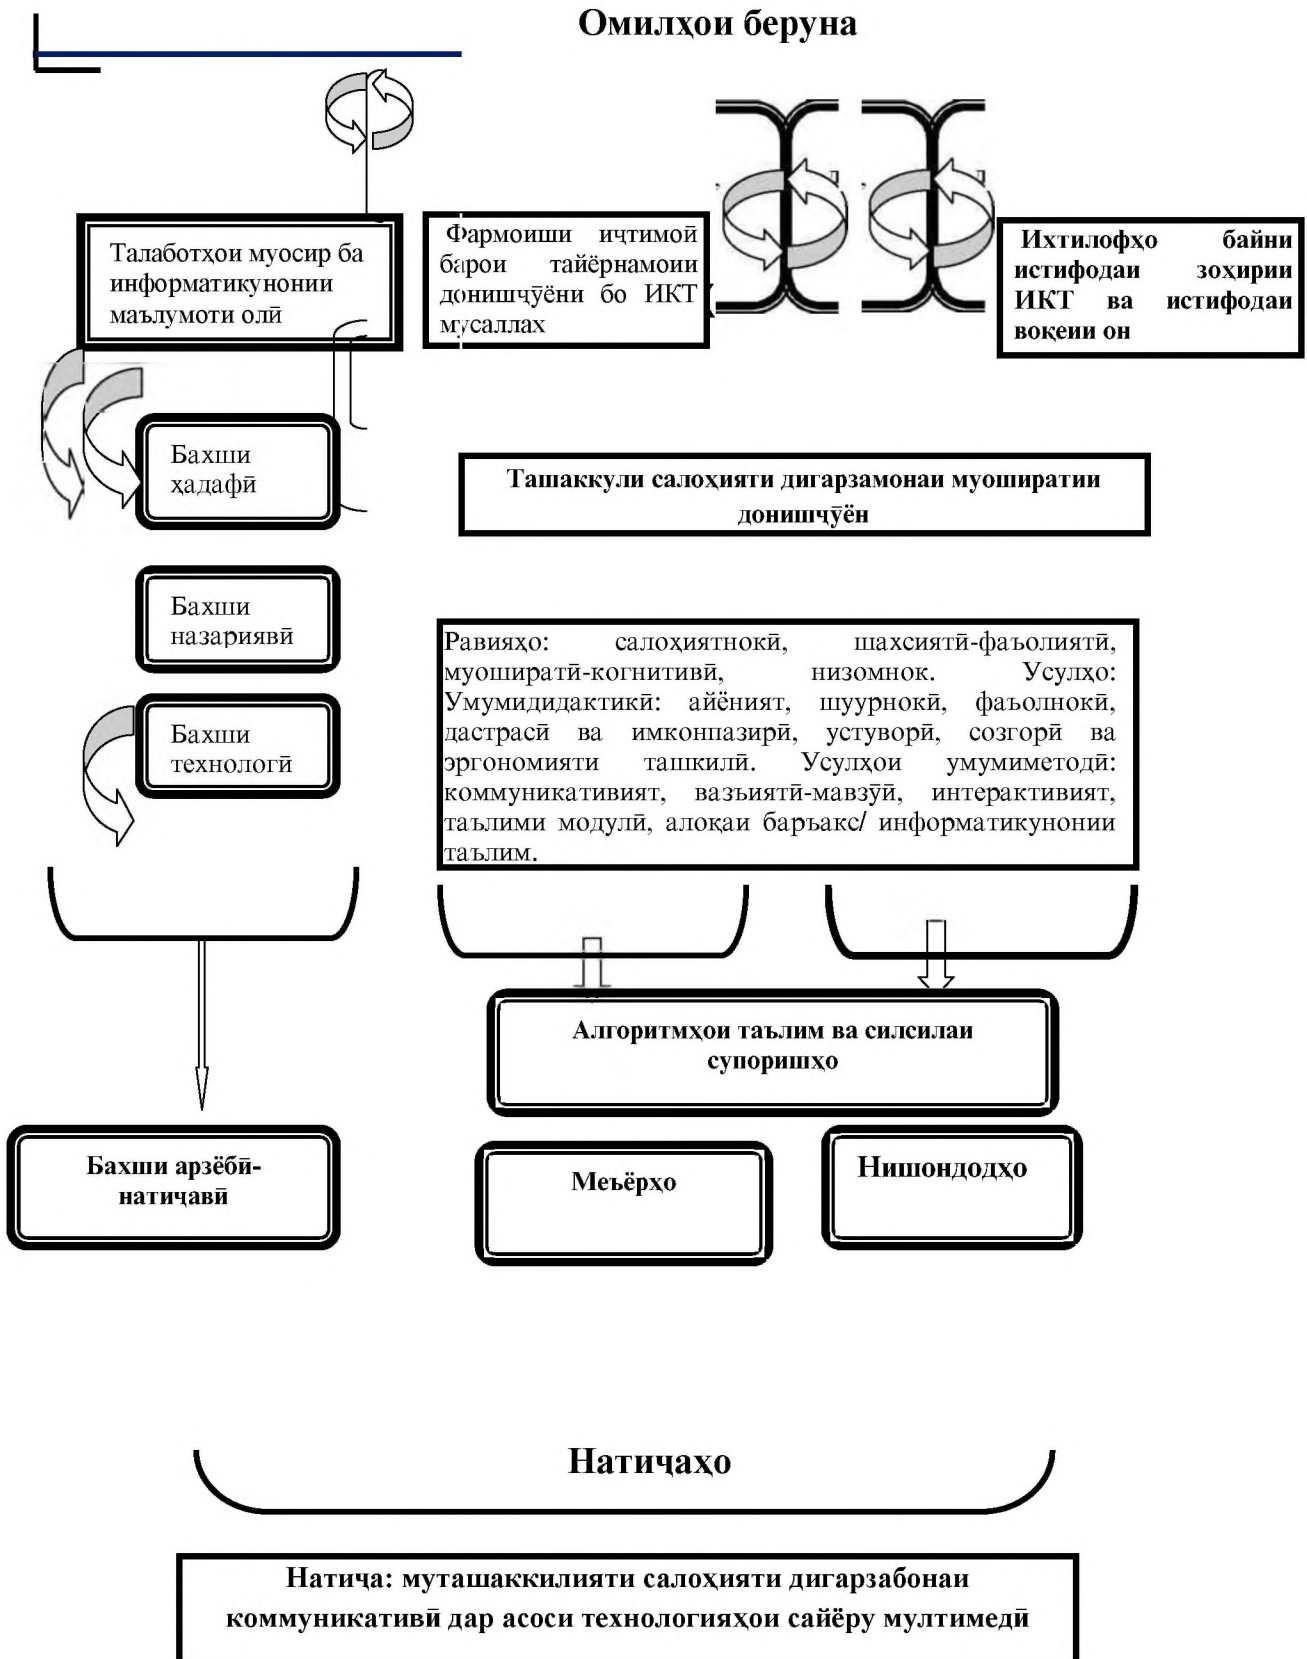 Омилҳои беруна
Талаботҳои муосир ба
информатикунонии
маълумоти олӣ
Фармоиши иҷтимоӣ
барои тайёрнамоии
донишҷӯёни бо ИКТ
мусаллах
Ихтилофҳо байни
истифодаи зоҳирии
ИКТ ва истифодаи
воқеии он
Бахши
ҳадафӣ
Ташаккули салоҳияти дигарзамонаи муоширатии
донишҷӯён
Бахши
назариявӣ
Равияҳо: салоҳиятнокӣ, шахсиятӣ-фаъолиятӣ,
муоширатӣ-когнитивӣ, низомнок. Усулҳо:
Умумидидактикӣ: айёният, шуурнокӣ, фаъолнокӣ,
дастрасӣ ва имконпазирӣ, устуворӣ, созгорӣ ва
эргономияти ташкилӣ. Усулҳои умумиметодӣ:
коммуникативият, вазъиятӣ-мавзӯӣ, интерактивият,
таълими модулӣ, алоқаи баръакс/ информатикунонии
таълим.
Бахши
технологӣ
Алгоритмҳои таълим ва силсилаи
супоришҳо
Бахши арзёбӣ-
натиҷавӣ
Меъёрҳо
Нишондодҳо
Натиҷаҳо
Натиҷа: муташаккилияти салоҳияти дигарзабонаи
коммуникативӣ дар асоси технологияҳои сайёру мултимедӣ